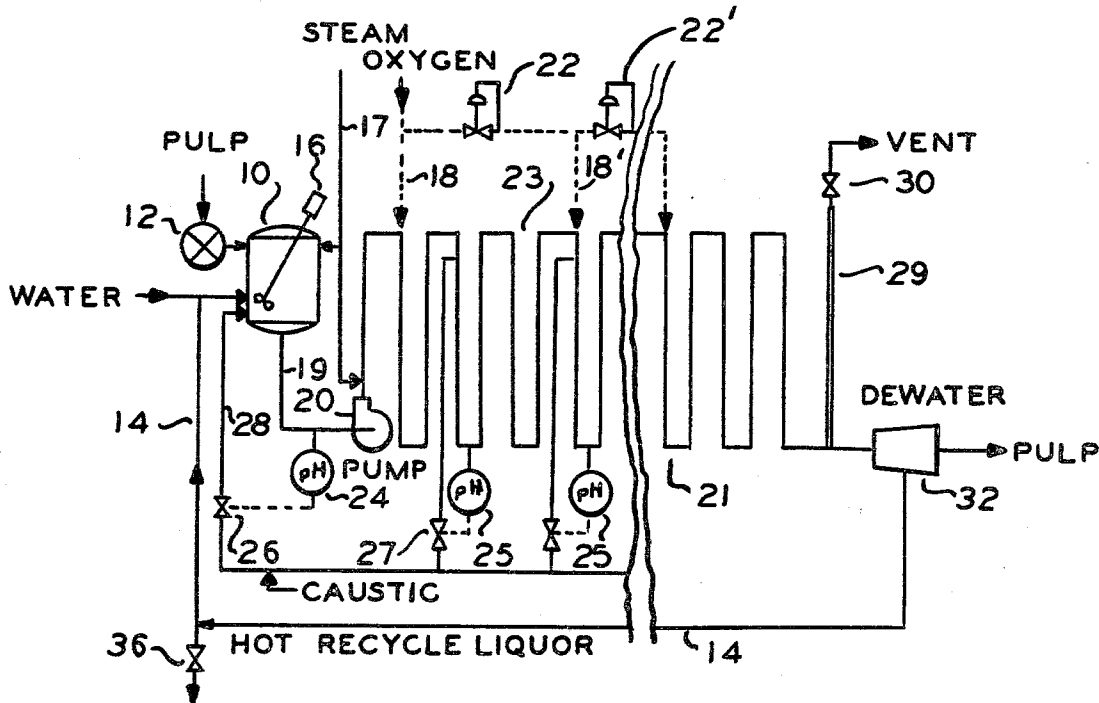 STEAM
OXYGEN
22
22'
17
PULP
16
10
18
18'
23
VENT
30
12
29
WATER
19
20
14
28
DEWATER
PUMP
pH
24
pH
pH
21
PULP
32
26
27
25
25
CAUSTIC
36
HOT RECYCLE LIQUOR
14